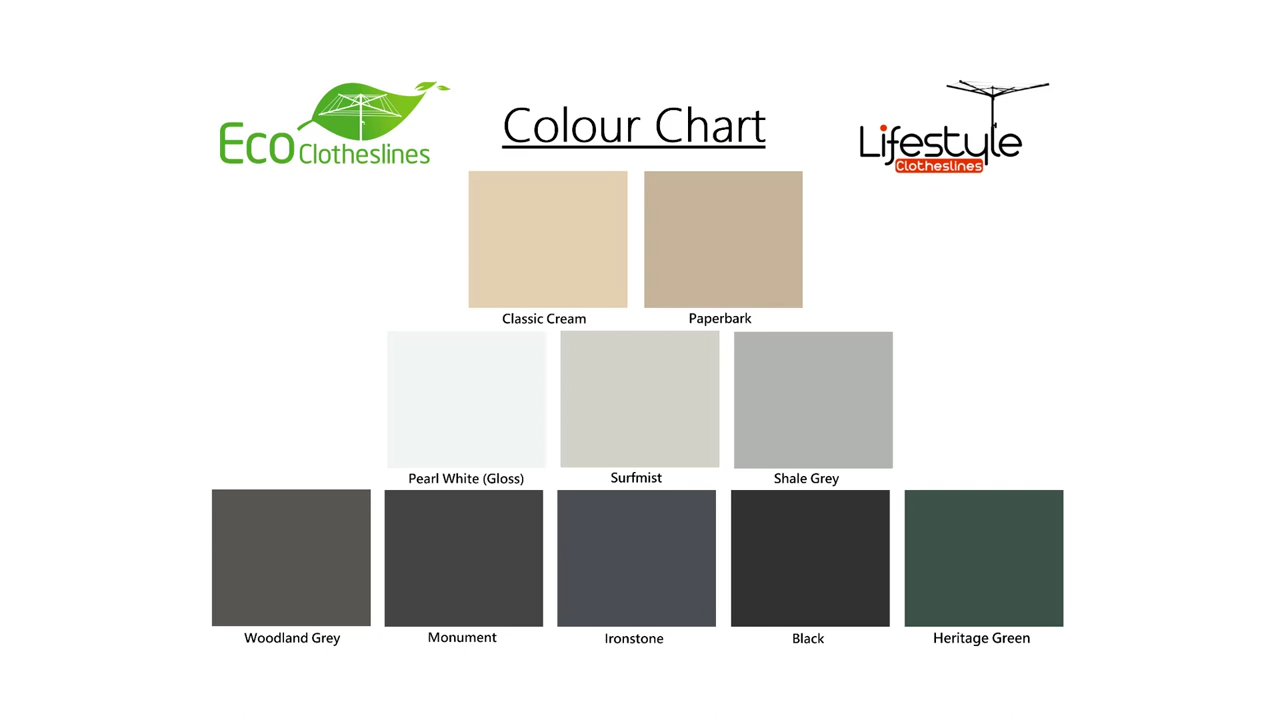 Eco Clotheslines
Colour Chart
Lifestyle
Clotheslines
Classic Cream
Paperbark
Pearl White (Gloss)
Surfmist
Shale Grey
Woodland Grey
Monument
Ironstone
Black
Heritage Green